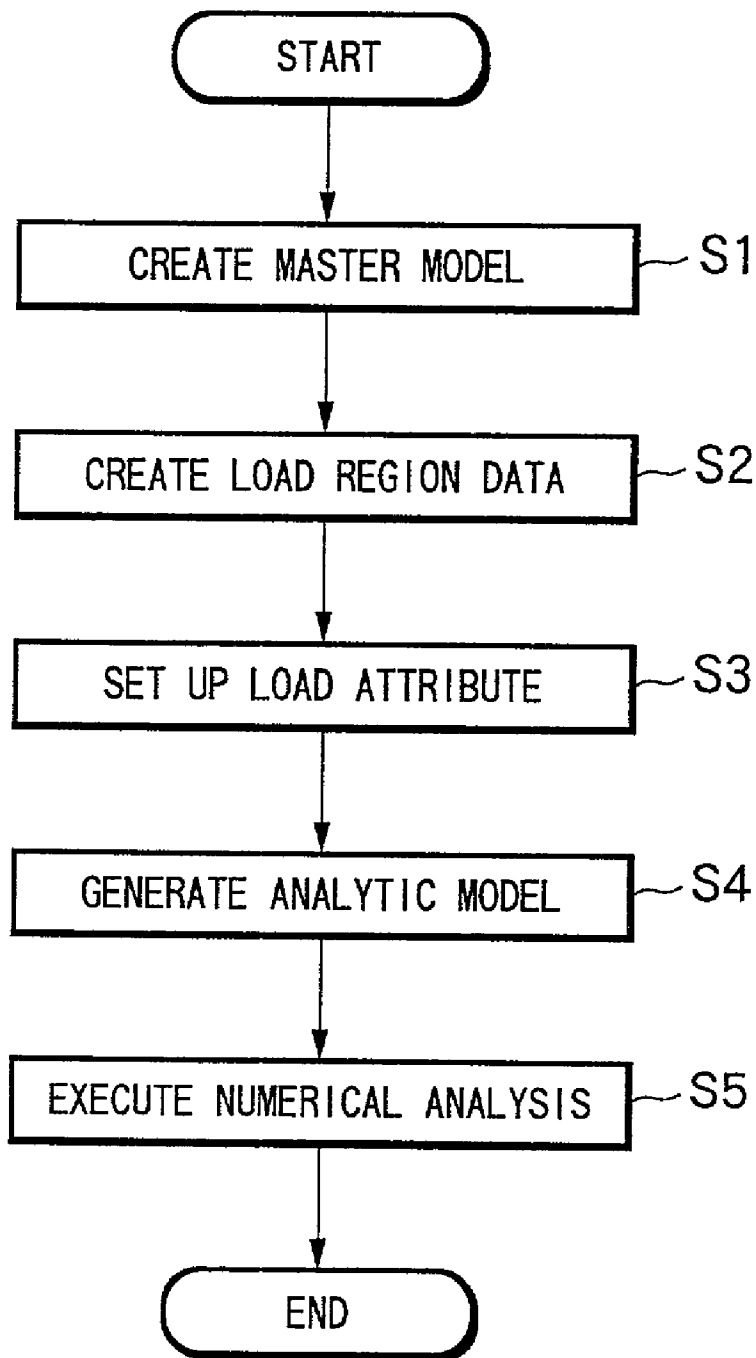 START
CREATE MASTER MODEL S1
CREATE LOAD REGION DATA S2
SET UP LOAD ATTRIBUTE S3
GENERATE ANALYTIC MODEL S4
EXECUTE NUMERICAL ANALYSIS S5
END